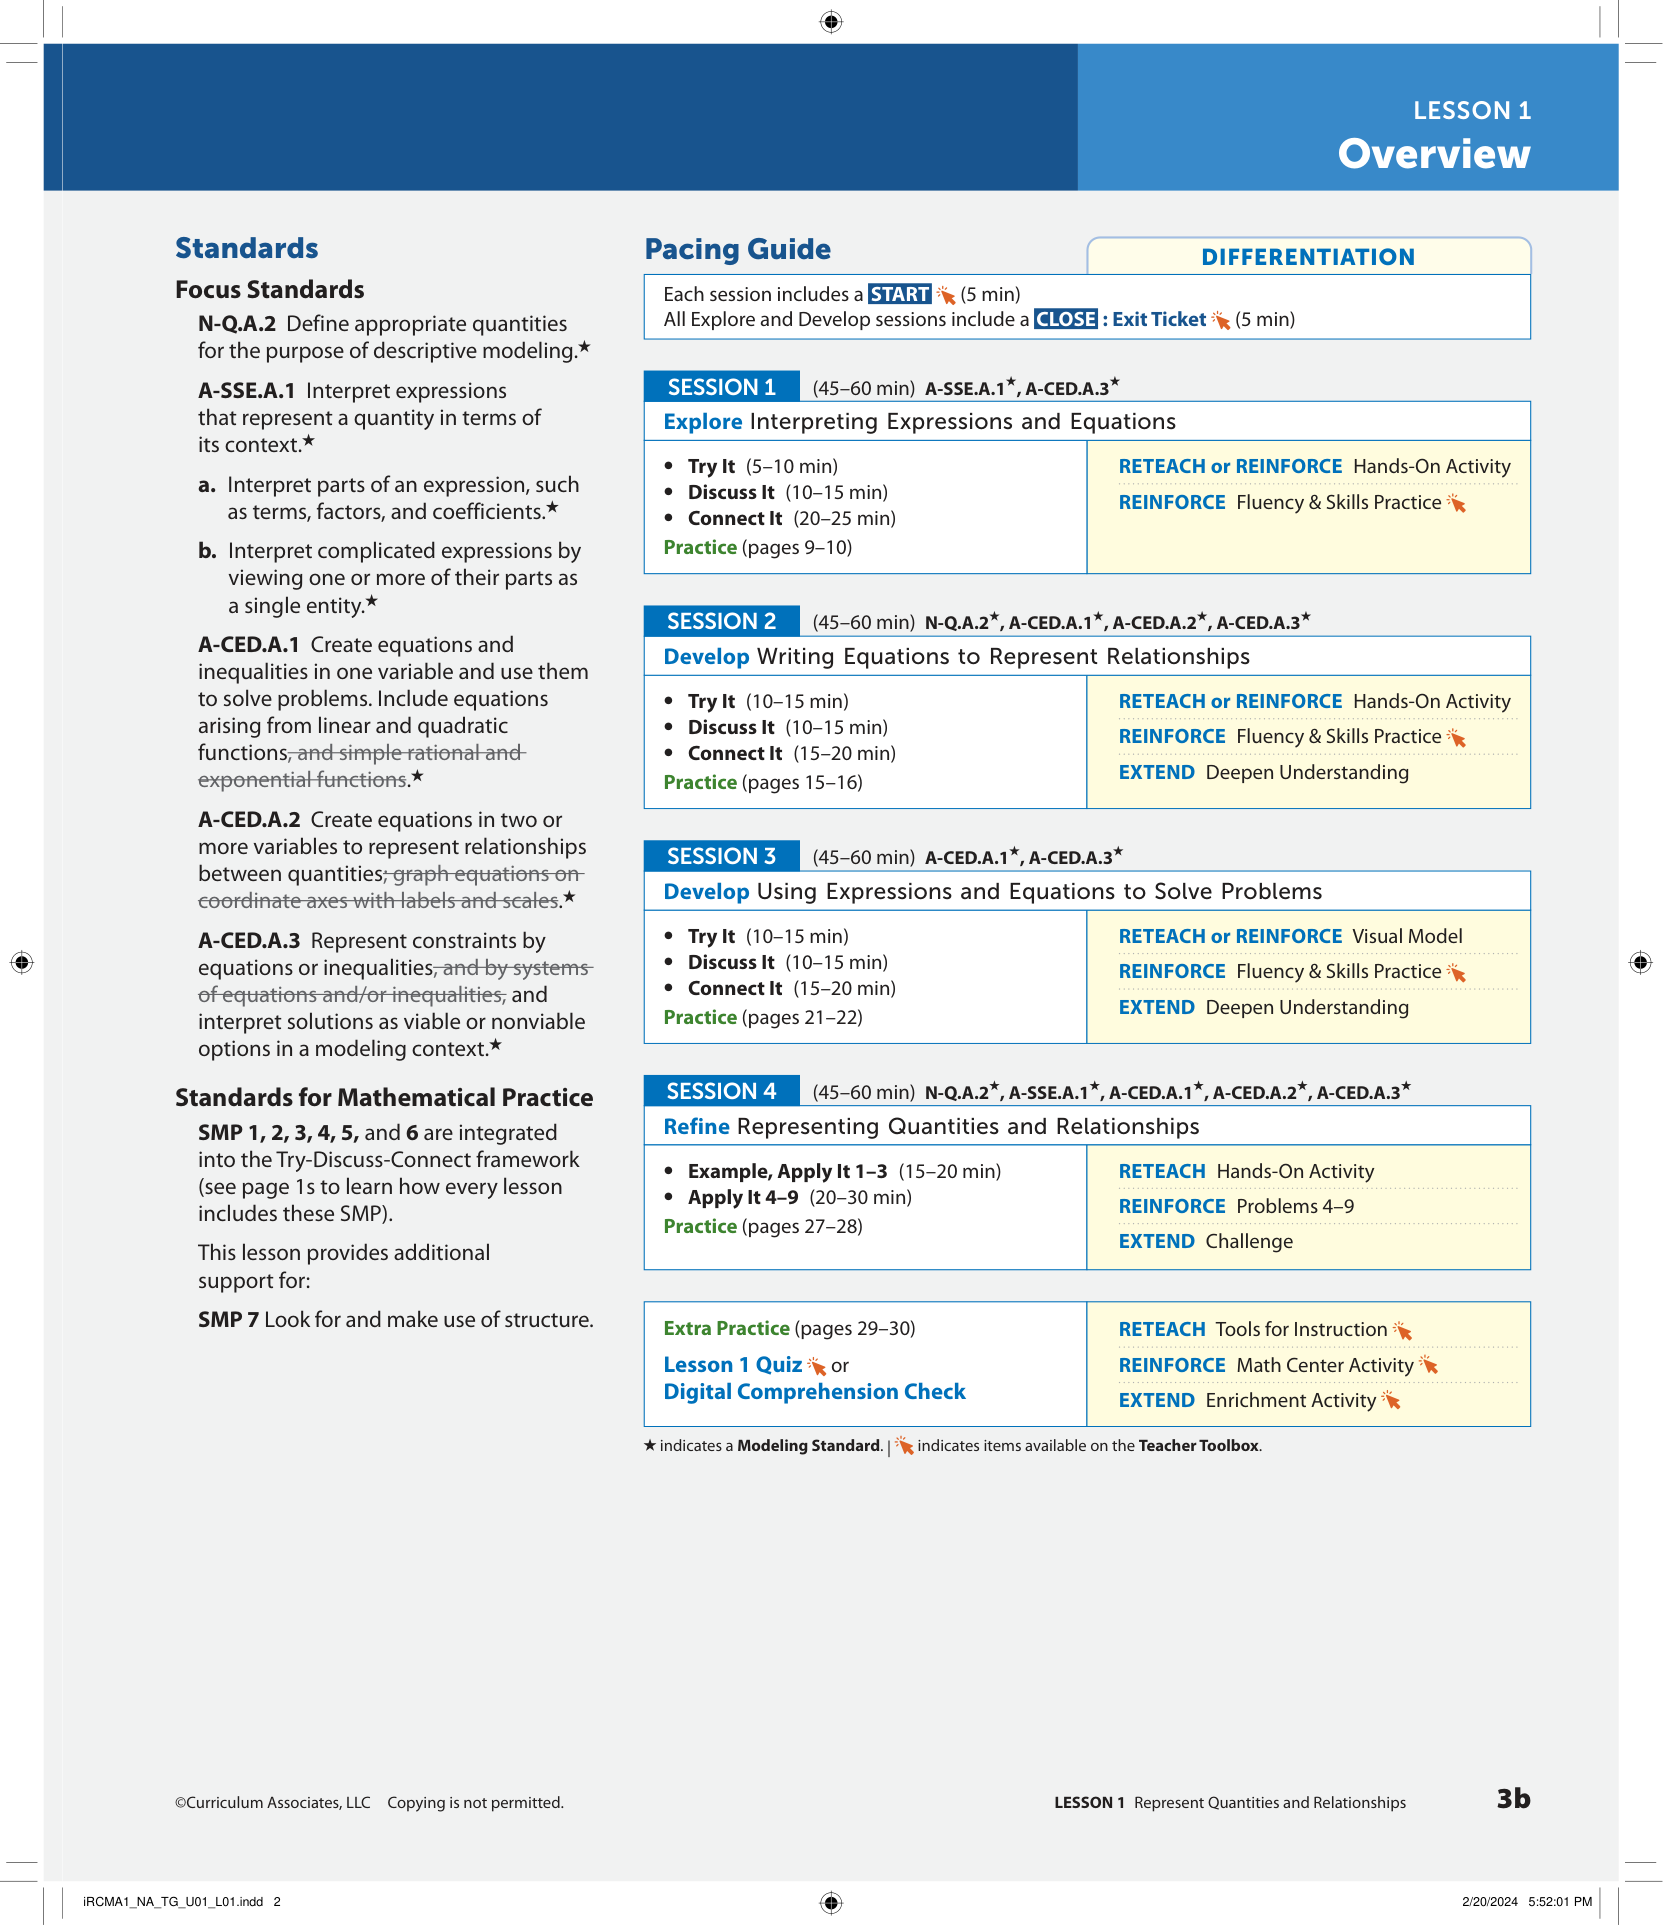 LESSON 1
Overview
Standards
Focus Standards
N-Q.A.2 Define appropriate quantities
for the purpose of descriptive modeling.★
A-SSE.A.1 Interpret expressions
that represent a quantity in terms of
its context.★
a. Interpret parts of an expression, such
as terms, factors, and coefficients.★
b. Interpret complicated expressions by
viewing one or more of their parts as
a single entity.★
A-CED.A.1 Create equations and
inequalities in one variable and use them
to solve problems. Include equations
arising from linear and quadratic
functions, and simple rational and
exponential functions.★
A-CED.A.2 Create equations in two or
more variables to represent relationships
between quantities; graph equations on
coordinate axes with labels and scales.★
A-CED.A.3 Represent constraints by
equations or inequalities, and by systems
of equations and/or inequalities, and
interpret solutions as viable or nonviable
options in a modeling context.★
Standards for Mathematical Practice
SMP 1, 2, 3, 4, 5, and 6 are integrated
into the Try-Discuss-Connect framework
(see page 1s to learn how every lesson
includes these SMP).
This lesson provides additional
support for:
SMP 7 Look for and make use of structure.
Pacing Guide
DIFFERENTIATION
Each session includes a START (5 min)
All Explore and Develop sessions include a CLOSE : Exit Ticket (5 min)
SESSION 1 (45–60 min) A-SSE.A.1★, A-CED.A.3★
Explore Interpreting Expressions and Equations
• Try It (5–10 min)
• Discuss It (10–15 min)
• Connect It (20–25 min)
Practice (pages 9–10)
RETEACH or REINFORCE Hands-On Activity
REINFORCE Fluency & Skills Practice
SESSION 2 (45–60 min) N-Q.A.2★, A-CED.A.1★, A-CED.A.2★, A-CED.A.3★
Develop Writing Equations to Represent Relationships
• Try It (10–15 min)
• Discuss It (10–15 min)
• Connect It (15–20 min)
Practice (pages 15–16)
RETEACH or REINFORCE Hands-On Activity
REINFORCE Fluency & Skills Practice
EXTEND Deepen Understanding
SESSION 3 (45–60 min) A-CED.A.1★, A-CED.A.3★
Develop Using Expressions and Equations to Solve Problems
• Try It (10–15 min)
• Discuss It (10–15 min)
• Connect It (15–20 min)
Practice (pages 21–22)
RETEACH or REINFORCE Visual Model
REINFORCE Fluency & Skills Practice
EXTEND Deepen Understanding
SESSION 4 (45–60 min) N-Q.A.2★, A-SSE.A.1★, A-CED.A.1★, A-CED.A.2★, A-CED.A.3★
Refine Representing Quantities and Relationships
• Example, Apply It 1–3 (15–20 min)
• Apply It 4–9 (20–30 min)
Practice (pages 27–28)
RETEACH Hands-On Activity
REINFORCE Problems 4–9
EXTEND Challenge
Extra Practice (pages 29–30)
Lesson 1 Quiz or
Digital Comprehension Check
RETEACH Tools for Instruction
REINFORCE Math Center Activity
EXTEND Enrichment Activity
★ indicates a Modeling Standard. | indicates items available on the Teacher Toolbox.
©Curriculum Associates, LLC Copying is not permitted.
LESSON 1 Represent Quantities and Relationships 3b
iRCMA1_NA_TG_U01_L01.indd 2
2/20/2024 5:52:01 PM